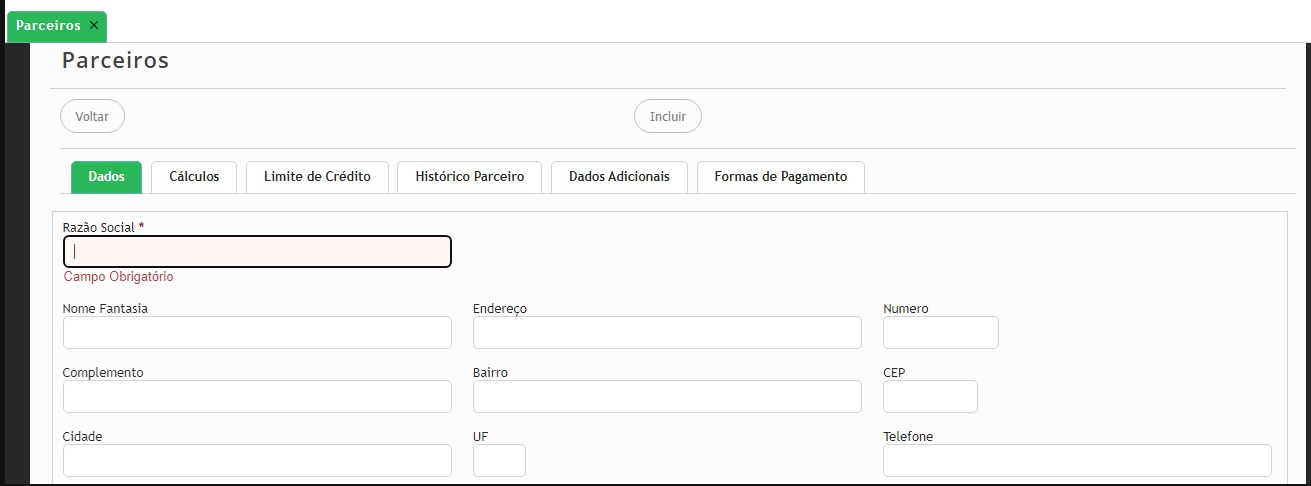 Parceiros ×
Parceiros
Voltar Incluir
Dados Cálculos Limite de Crédito Histórico Parceiro Dados Adicionais Formas de Pagamento
Razão Social *
Campo Obrigatório
Nome Fantasia Endereço Numero
Complemento Bairro CEP
Cidade UF Telefone